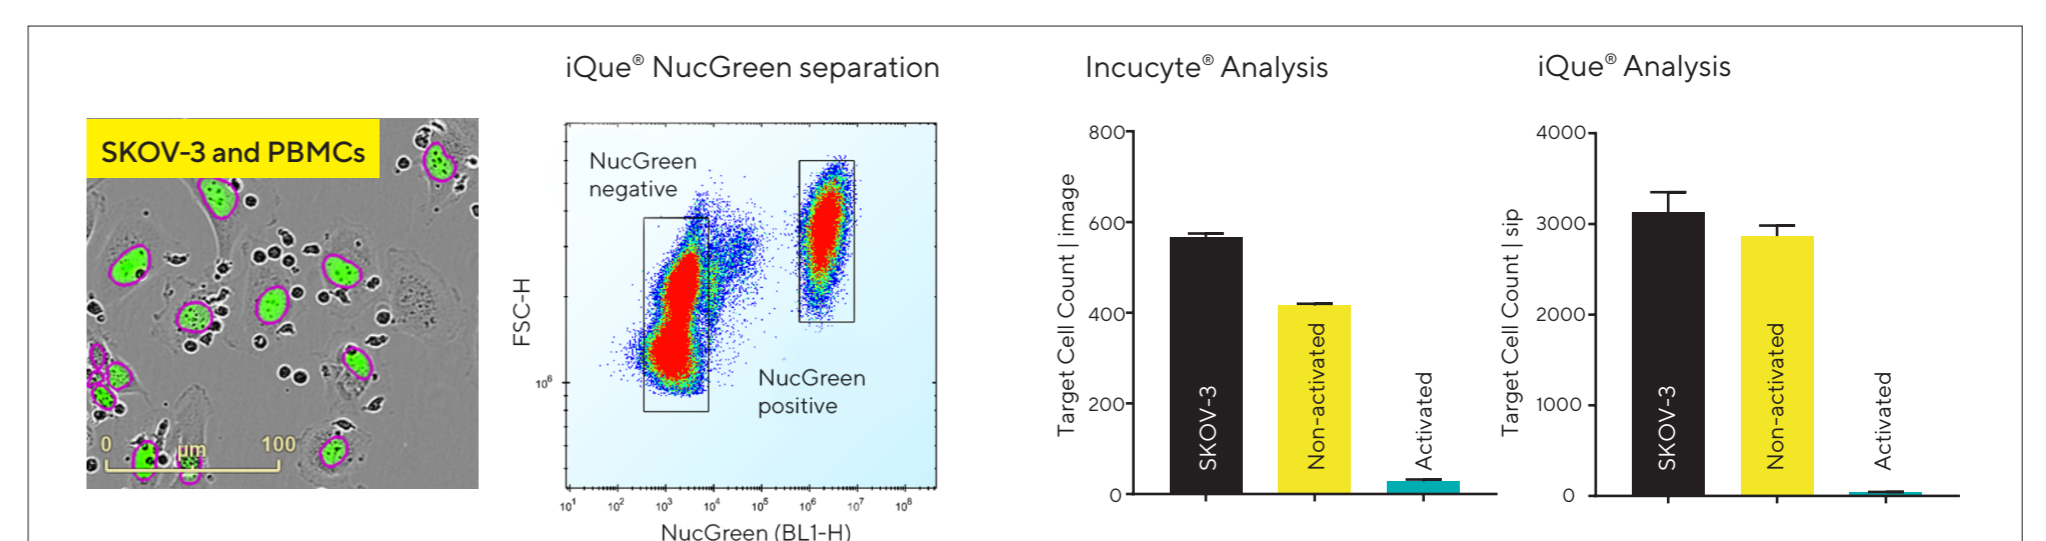 SKOV-3 and PBMCs
0 µm 100
iQue® NucGreen separation
NucGreen
negative
NucGreen
positive
FSC-H
10⁶
10¹ 10² 10³ 10⁴ 10⁵ 10⁶ 10⁷ 10⁸
NucGreen (BL1-H)
Incucyte® Analysis
Target Cell Count | image
800
600
400
200
0
SKOV-3
Non-activated
Activated
iQue® Analysis
Target Cell Count | sip
4000
3000
2000
1000
0
SKOV-3
Non-activated
Activated